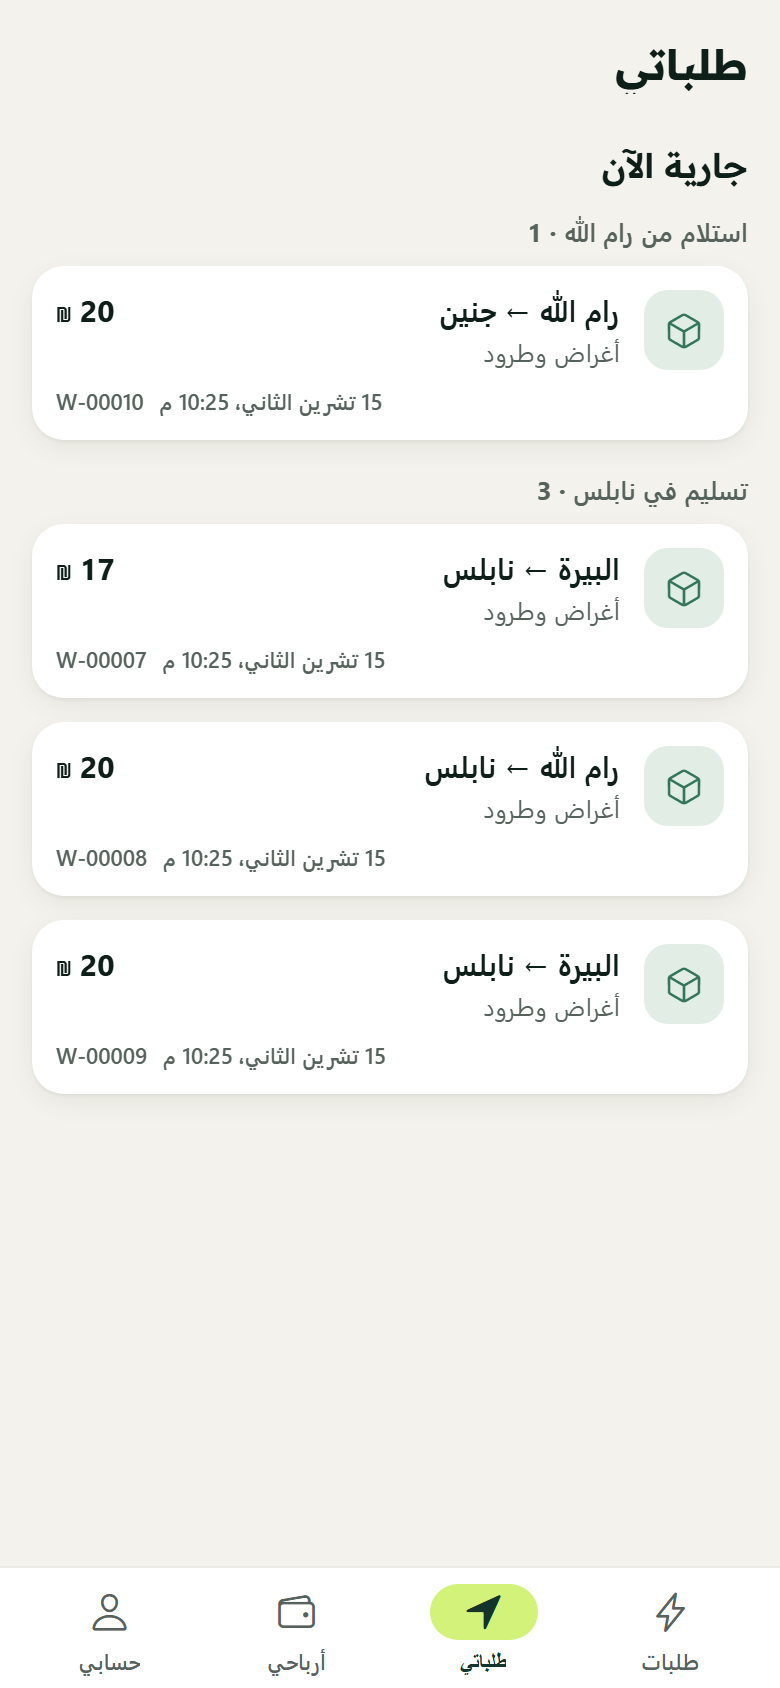 طلباتي
جارية الآن
استلام من رام الله · 1
رام الله ← جنين
20 ₪
أغراض وطرود
15 تشرين الثاني، 10:25 م W-00010
تسليم في نابلس · 3
البيرة ← نابلس
17 ₪
أغراض وطرود
15 تشرين الثاني، 10:25 م W-00007
رام الله ← نابلس
20 ₪
أغراض وطرود
15 تشرين الثاني، 10:25 م W-00008
البيرة ← نابلس
20 ₪
أغراض وطرود
15 تشرين الثاني، 10:25 م W-00009
طلبات
طلباتي
أرباحي
حسابي